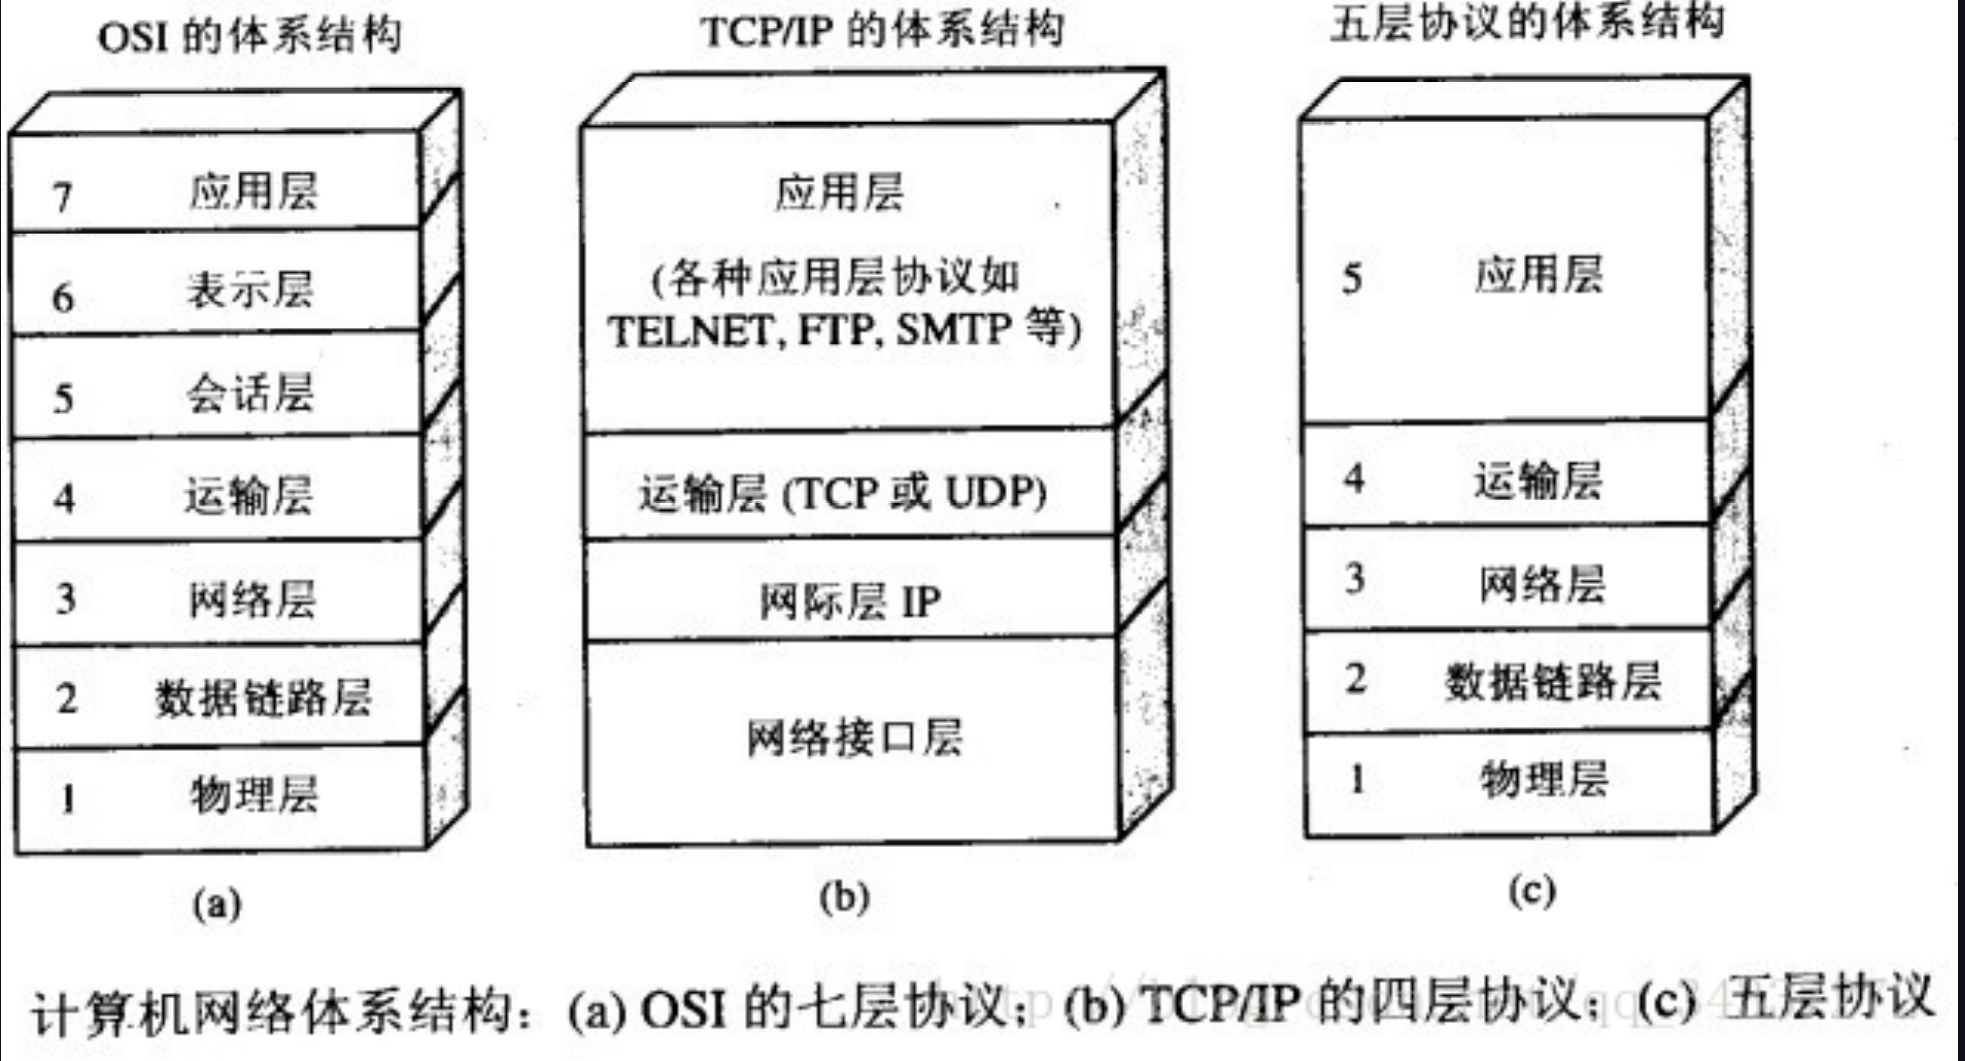 OSI 的体系结构
7 应用层
6 表示层
5 会话层
4 运输层
3 网络层
2 数据链路层
1 物理层
(a)
TCP/IP 的体系结构
应用层
(各种应用层协议如
TELNET, FTP, SMTP 等)
运输层 (TCP 或 UDP)
网际层 IP
网络接口层
(b)
五层协议的体系结构
5 应用层
4 运输层
3 网络层
2 数据链路层
1 物理层
(c)
计算机网络体系结构：(a) OSI 的七层协议；(b) TCP/IP 的四层协议；(c) 五层协议